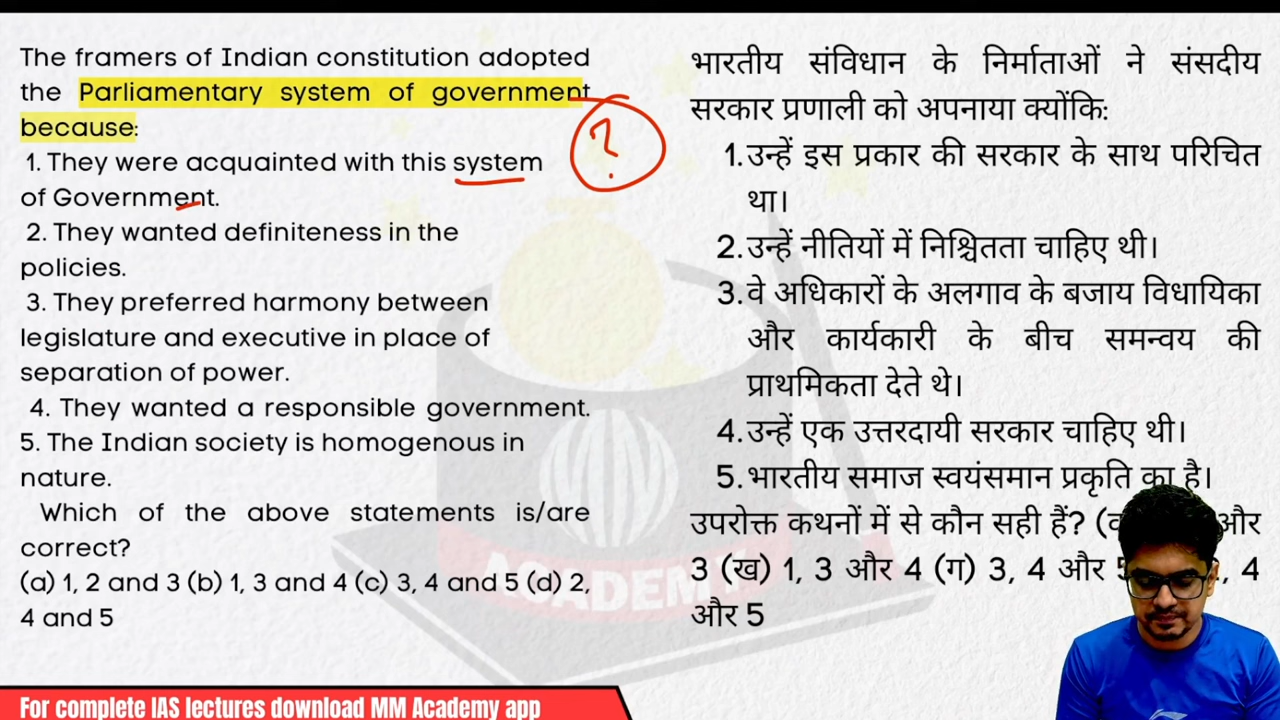 The framers of Indian constitution adopted
the Parliamentary system of government
because:
1. They were acquainted with this system
of Government.
2. They wanted definiteness in the
policies.
3. They preferred harmony between
legislature and executive in place of
separation of power.
4. They wanted a responsible government.
5. The Indian society is homogenous in
nature.
Which of the above statements is/are
correct?
(a) 1, 2 and 3 (b) 1, 3 and 4 (c) 3, 4 and 5 (d) 2,
4 and 5
?
भारतीय संविधान के निर्माताओं ने संसदीय
सरकार प्रणाली को अपनाया क्योंकि:
1. उन्हें इस प्रकार की सरकार के साथ परिचित
था।
2. उन्हें नीतियों में निश्चितता चाहिए थी।
3. वे अधिकारों के अलगाव के बजाय विधायिका
और कार्यकारी के बीच समन्वय की
प्राथमिकता देते थे।
4. उन्हें एक उत्तरदायी सरकार चाहिए थी।
5. भारतीय समाज स्वयंसमान प्रकृति का है।
उपरोक्त कथनों में से कौन सही हैं? और
3 (ख) 1, 3 और 4 (ग) 3, 4 और 4
और 5
ACADEMY
For complete IAS lectures download MM Academy app